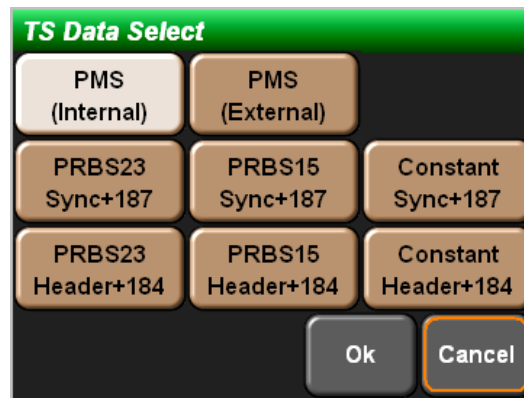 TS Data Select
PMS
(Internal)
PMS
(External)
PRBS23
Sync+187
PRBS15
Sync+187
Constant
Sync+187
PRBS23
Header+184
PRBS15
Header+184
Constant
Header+184
Ok
Cancel